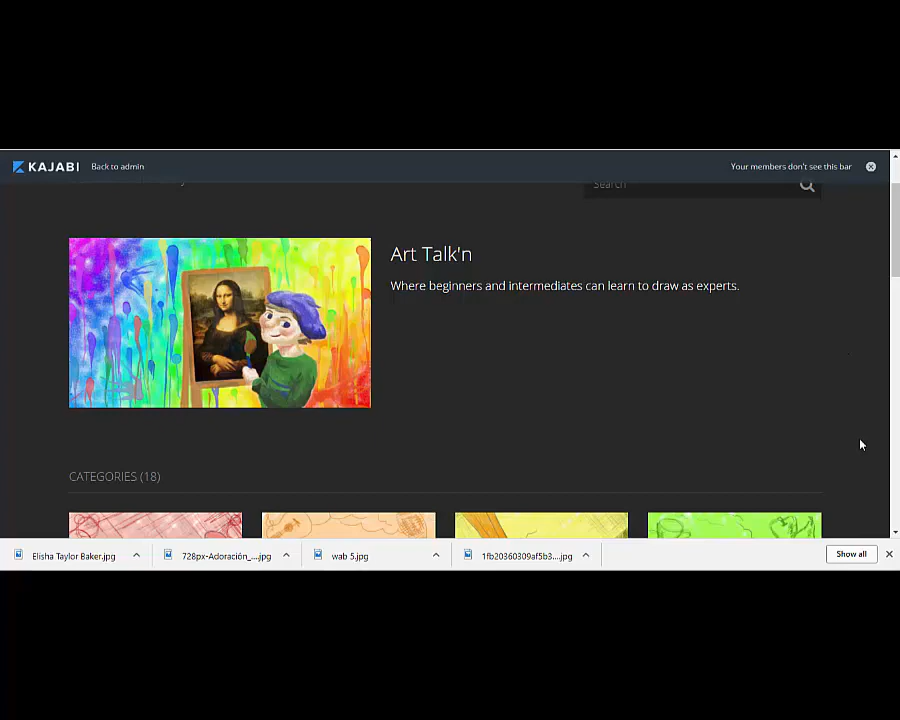 KAJABI Back to admin Your members don't see this bar
Search
Art Talk'n
Where beginners and intermediates can learn to draw as experts.
CATEGORIES (18)
Elisha Taylor Baker.jpg 728px-Adoración_....jpg wab 5.jpg 1fb20360309af5b3....jpg Show all